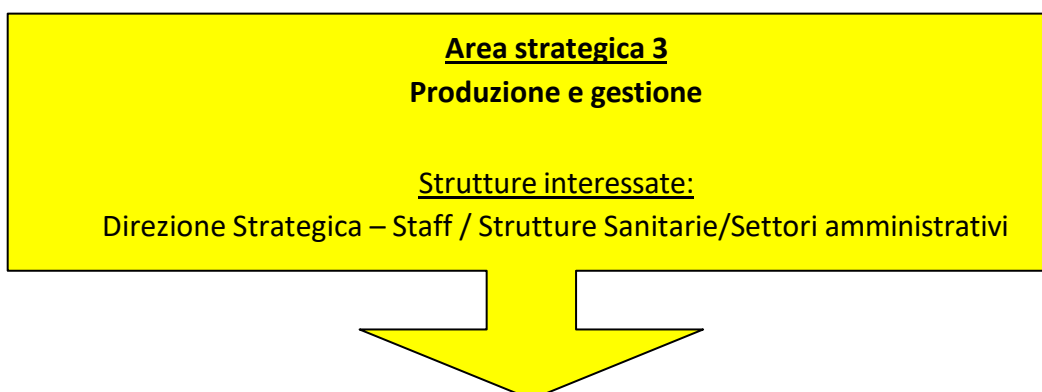 Area strategica 3
Produzione e gestione
Strutture interessate:
Direzione Strategica – Staff / Strutture Sanitarie/Settori amministrativi